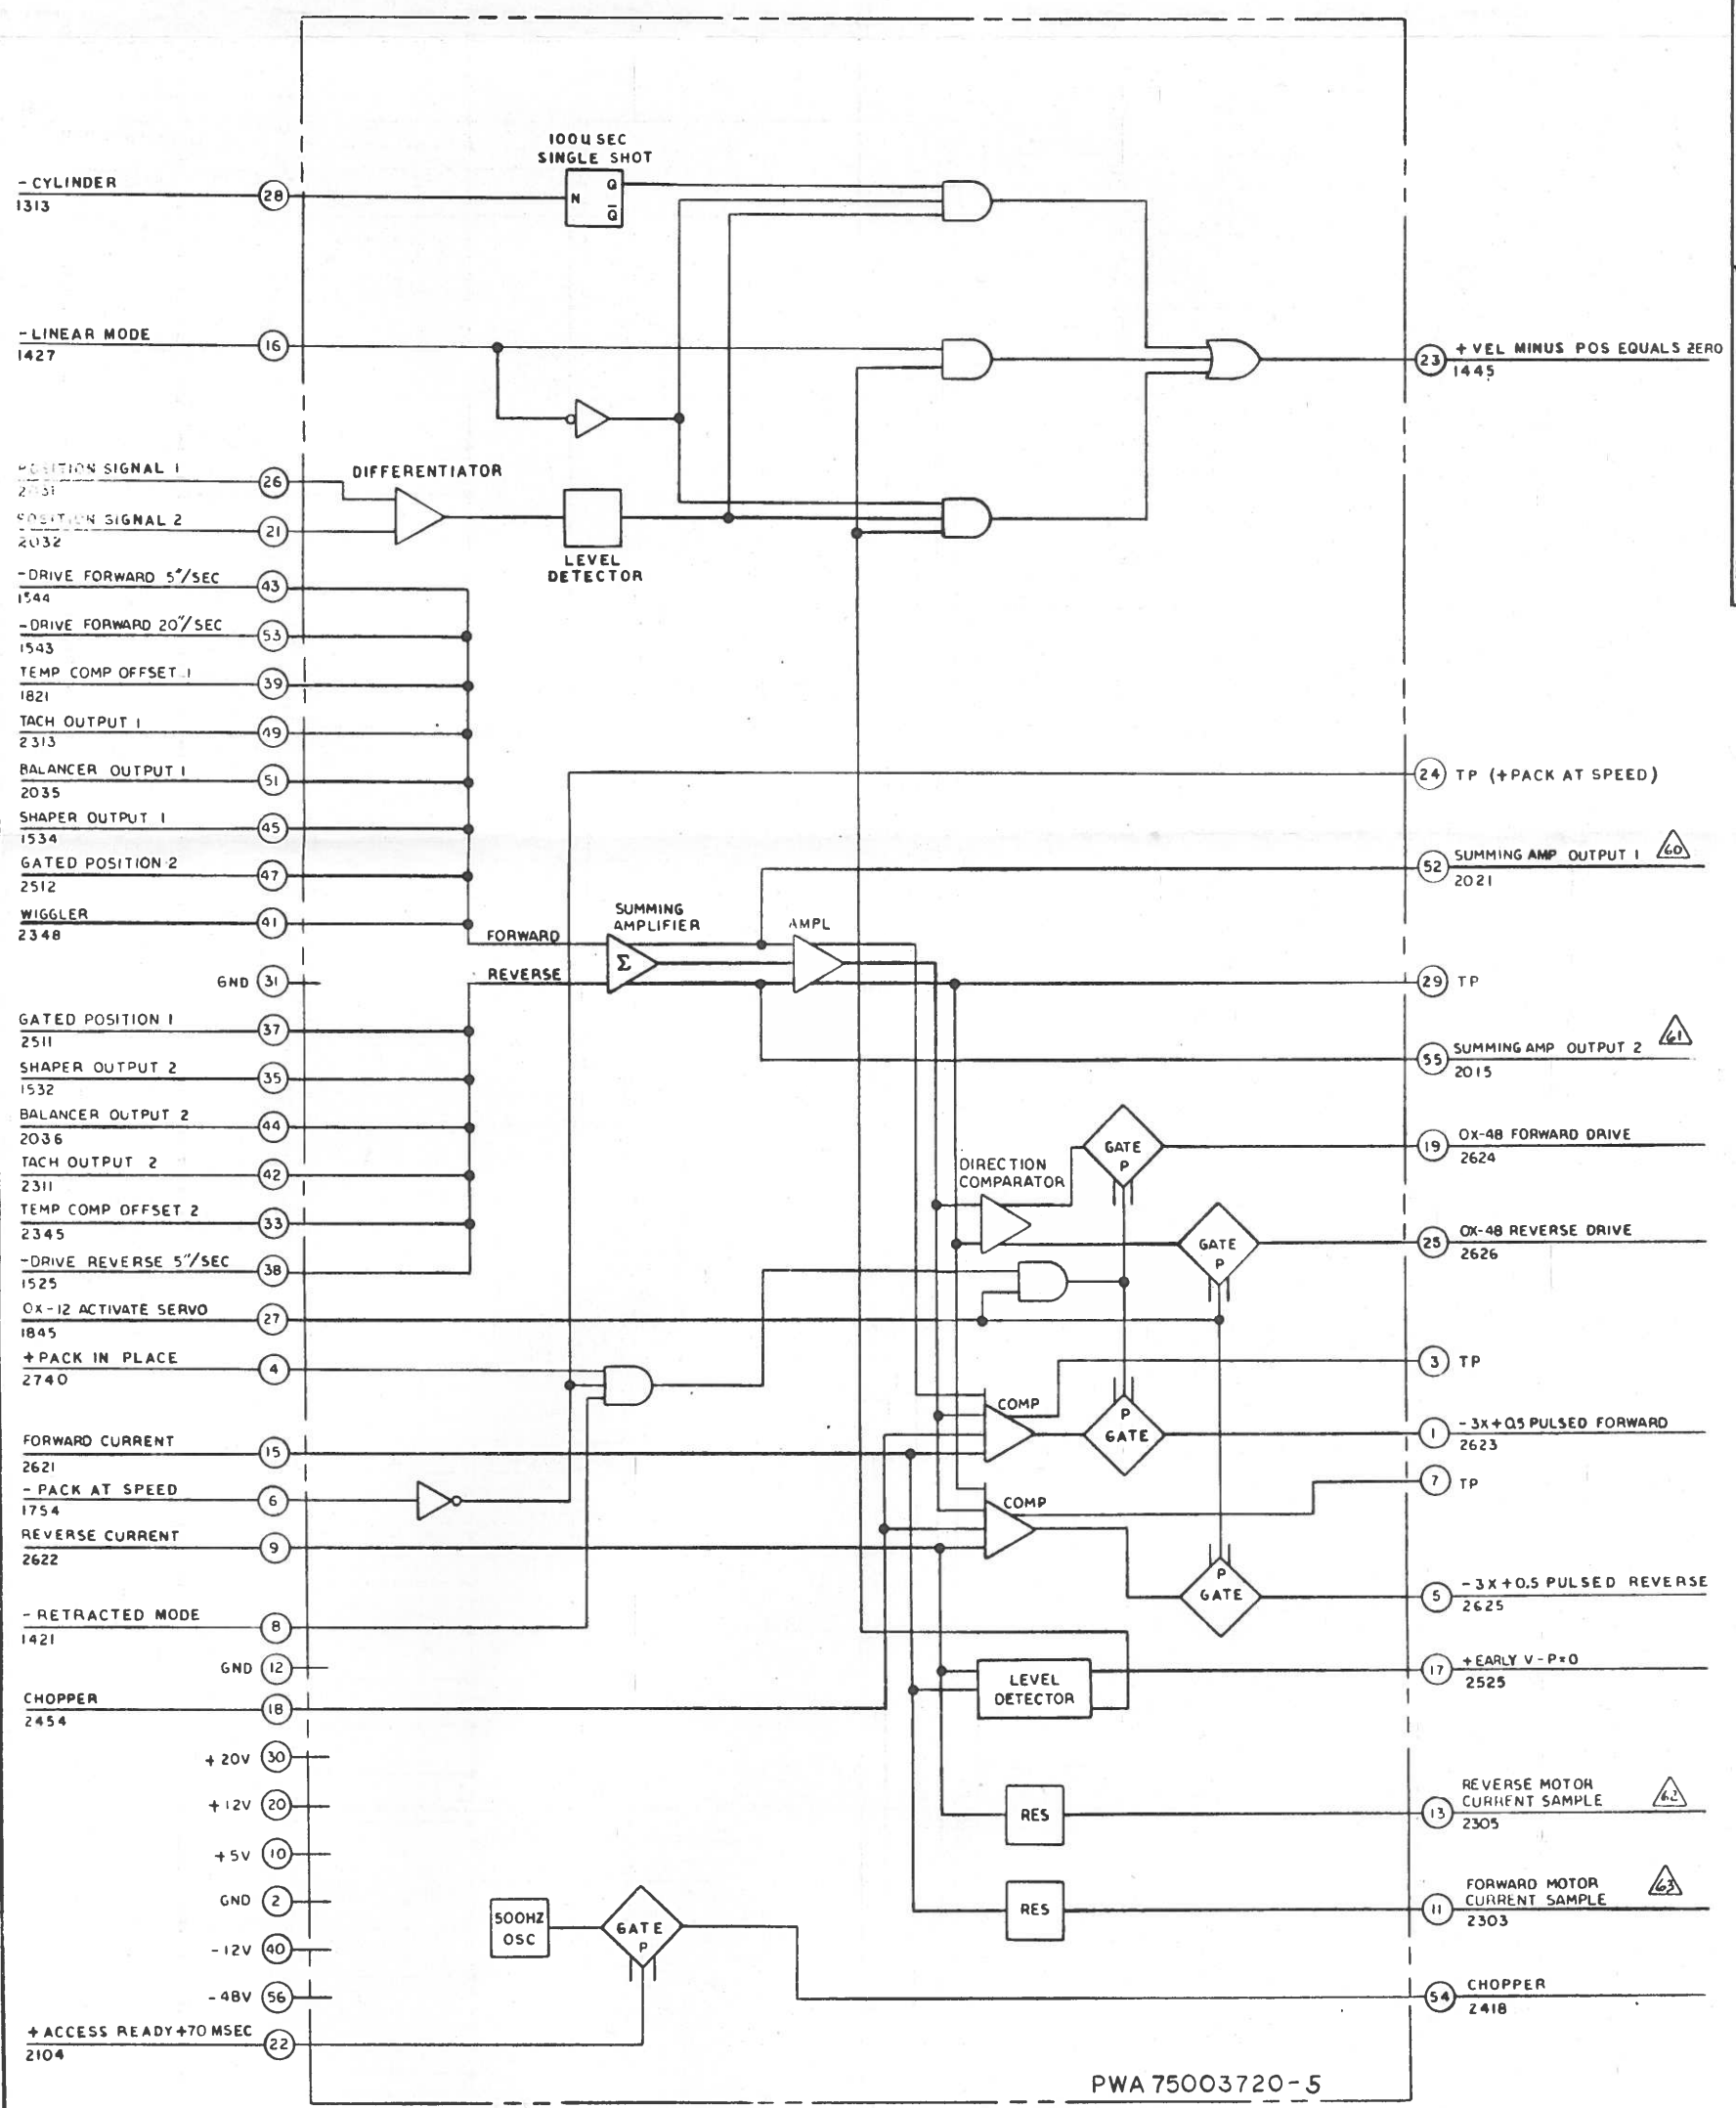 100U SEC
SINGLE SHOT
- CYLINDER
1313
28
N
Q
Q̅
- LINEAR MODE
1427
16
23
+ VEL MINUS POS EQUALS ZERO
1445
POSITION SIGNAL 1
2031
26
DIFFERENTIATOR
POSITION SIGNAL 2
2032
21
LEVEL
DETECTOR
-DRIVE FORWARD 5"/SEC
1544
43
-DRIVE FORWARD 20"/SEC
1543
53
TEMP COMP OFFSET 1
1821
39
TACH OUTPUT 1
2313
49
BALANCER OUTPUT 1
2035
51
24
TP (+PACK AT SPEED)
SHAPER OUTPUT 1
1534
45
GATED POSITION 2
2512
47
52
SUMMING AMP OUTPUT 1
2021
60
WIGGLER
2348
41
FORWARD
SUMMING
AMPLIFIER
Σ
AMPL
GND
31
REVERSE
29
TP
GATED POSITION 1
2511
37
55
SUMMING AMP OUTPUT 2
2015
61
SHAPER OUTPUT 2
1532
35
BALANCER OUTPUT 2
2036
44
GATE
P
19
0X-48 FORWARD DRIVE
2624
TACH OUTPUT 2
2311
42
DIRECTION
COMPARATOR
TEMP COMP OFFSET 2
2345
33
GATE
P
25
0X-48 REVERSE DRIVE
2626
-DRIVE REVERSE 5"/SEC
1525
38
0X-12 ACTIVATE SERVO
1845
27
+PACK IN PLACE
2740
4
3
TP
FORWARD CURRENT
2621
15
COMP
P
GATE
1
-3X+0.5 PULSED FORWARD
2623
- PACK AT SPEED
1754
6
7
TP
REVERSE CURRENT
2622
9
COMP
P
GATE
5
-3X+0.5 PULSED REVERSE
2625
- RETRACTED MODE
1421
8
GND
12
LEVEL
DETECTOR
17
+EARLY V-P=0
2525
CHOPPER
2454
18
+ 20V
30
+ 12V
20
RES
13
REVERSE MOTOR
CURRENT SAMPLE
2305
62
+ 5V
10
GND
2
RES
11
FORWARD MOTOR
CURRENT SAMPLE
2303
63
500HZ
OSC
GATE
P
-12V
40
-48V
56
54
CHOPPER
2418
+ ACCESS READY +70 MSEC
2104
22
PWA 75003720-5